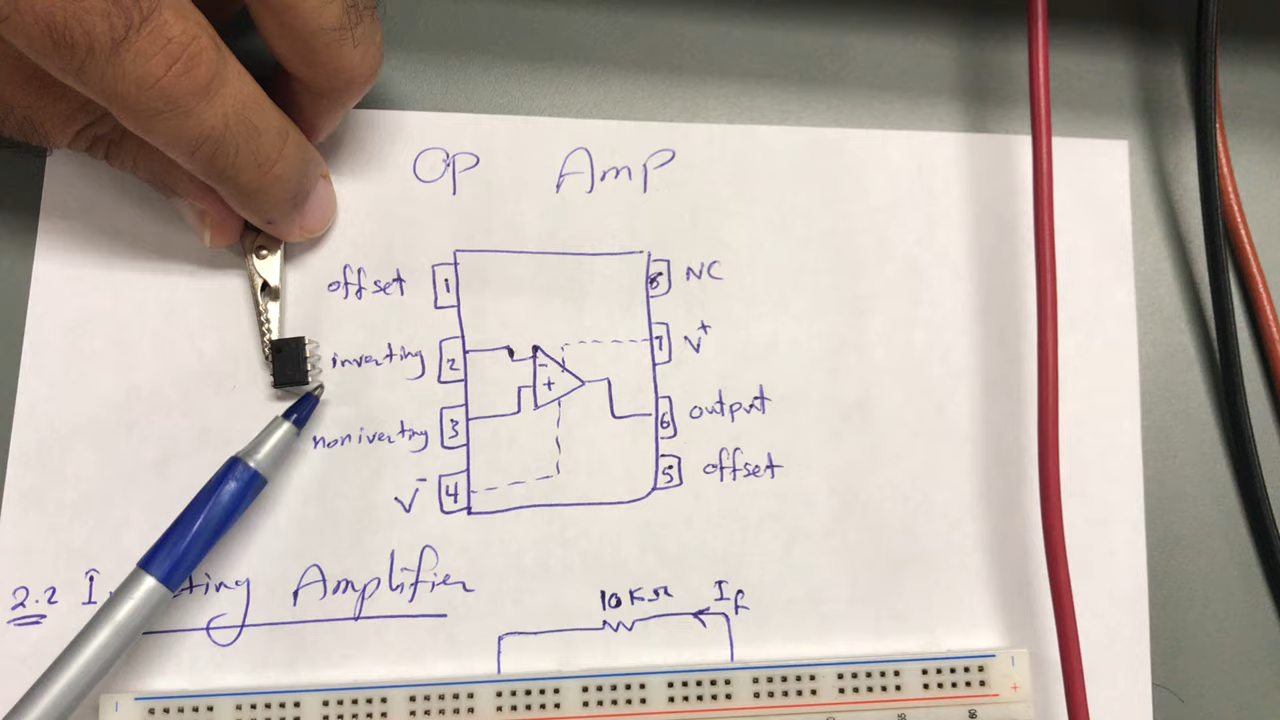 Op Amp
offset 1 8 NC
inverting 2 7 V+
noniverting 3 6 output
V- 4 5 offset
- +
2.2 Amplifier
10KΩ If